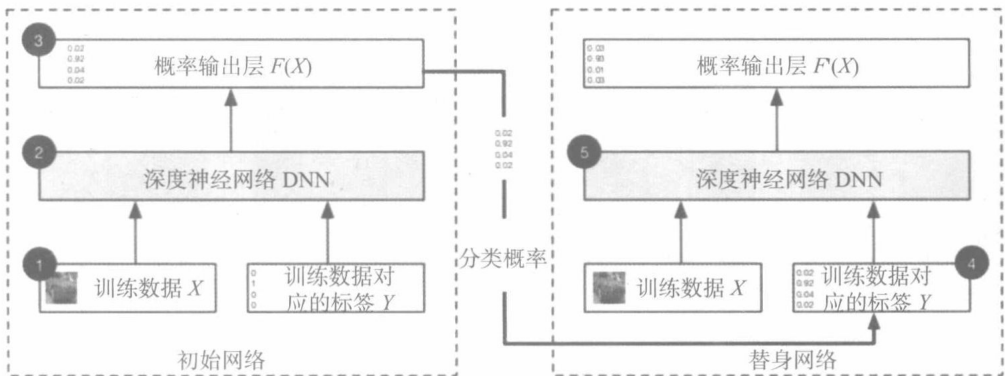 3
0.02
0.92
0.04
0.02
概率输出层 F(X)
2
深度神经网络 DNN
1
训练数据 X
0
1
0
0
训练数据对
应的标签 Y
初始网络
0.02
0.92
0.04
0.02
分类概率
0.03
0.93
0.01
0.03
概率输出层 F(X)
5
深度神经网络 DNN
训练数据 X
4
0.02
0.92
0.04
0.02
训练数据对
应的标签 Y
替身网络